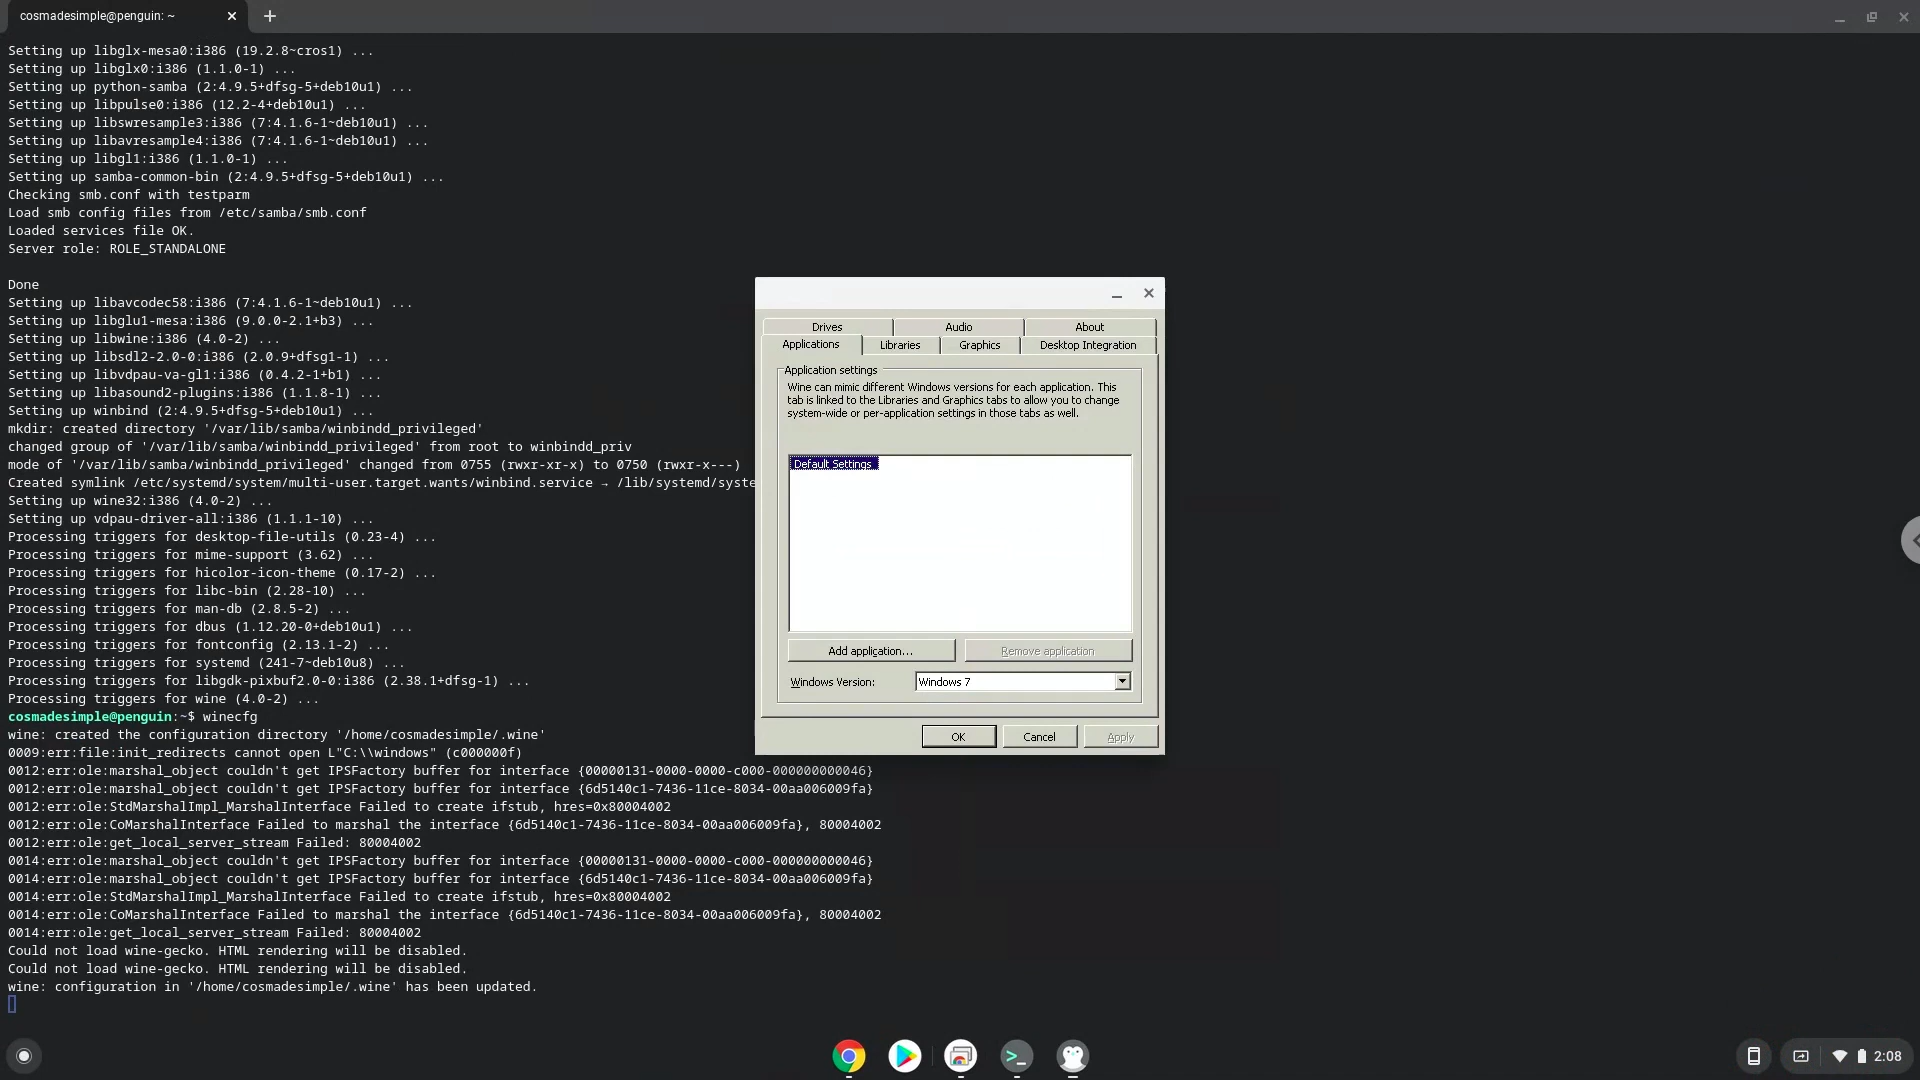 cosmadesimple@penguin: ~
Setting up libglx-mesa0:i386 (19.2.8~cros1) ...
Setting up libglx0:i386 (1.1.0-1) ...
Setting up python-samba (2:4.9.5+dfsg-5+deb10u1) ...
Setting up libpulse0:i386 (12.2-4+deb10u1) ...
Setting up libswresample3:i386 (7:4.1.6-1~deb10u1) ...
Setting up libavresample4:i386 (7:4.1.6-1~deb10u1) ...
Setting up libgl1:i386 (1.1.0-1) ...
Setting up samba-common-bin (2:4.9.5+dfsg-5+deb10u1) ...
Checking smb.conf with testparm
Load smb config files from /etc/samba/smb.conf
Loaded services file OK.
Server role: ROLE_STANDALONE
Done
Setting up libavcodec58:i386 (7:4.1.6-1~deb10u1) ...
Setting up libglu1-mesa:i386 (9.0.0-2.1+b3) ...
Setting up libwine:i386 (4.0-2) ...
Setting up libsdl2-2.0-0:i386 (2.0.9+dfsg1-1) ...
Setting up libvdpau-va-gl1:i386 (0.4.2-1+b1) ...
Setting up libasound2-plugins:i386 (1.1.8-1) ...
Setting up winbind (2:4.9.5+dfsg-5+deb10u1) ...
mkdir: created directory '/var/lib/samba/winbindd_privileged'
changed group of '/var/lib/samba/winbindd_privileged' from root to winbindd_priv
mode of '/var/lib/samba/winbindd_privileged' changed from 0755 (rwxr-xr-x) to 0750 (rwxr-x---)
Created symlink /etc/systemd/system/multi-user.target.wants/winbind.service → /lib/systemd/syste
Setting up wine32:i386 (4.0-2) ...
Setting up vdpau-driver-all:i386 (1.1.1-10) ...
Processing triggers for desktop-file-utils (0.23-4) ...
Processing triggers for mime-support (3.62) ...
Processing triggers for hicolor-icon-theme (0.17-2) ...
Processing triggers for libc-bin (2.28-10) ...
Processing triggers for man-db (2.8.5-2) ...
Processing triggers for dbus (1.12.20-0+deb10u1) ...
Processing triggers for fontconfig (2.13.1-2) ...
Processing triggers for systemd (241-7~deb10u8) ...
Processing triggers for libgdk-pixbuf2.0-0:i386 (2.38.1+dfsg-1) ...
Processing triggers for wine (4.0-2) ...
cosmadesimple@penguin:~$ winecfg
wine: created the configuration directory '/home/cosmadesimple/.wine'
0009:err:file:init_redirects cannot open L"C:\\windows" (c000000f)
0012:err:ole:marshal_object couldn't get IPSFactory buffer for interface {00000131-0000-0000-c000-000000000046}
0012:err:ole:marshal_object couldn't get IPSFactory buffer for interface {6d5140c1-7436-11ce-8034-00aa006009fa}
0012:err:ole:StdMarshalImpl_MarshalInterface Failed to create ifstub, hres=0x80004002
0012:err:ole:CoMarshalInterface Failed to marshal the interface {6d5140c1-7436-11ce-8034-00aa006009fa}, 80004002
0012:err:ole:get_local_server_stream Failed: 80004002
0014:err:ole:marshal_object couldn't get IPSFactory buffer for interface {00000131-0000-0000-c000-000000000046}
0014:err:ole:marshal_object couldn't get IPSFactory buffer for interface {6d5140c1-7436-11ce-8034-00aa006009fa}
0014:err:ole:StdMarshalImpl_MarshalInterface Failed to create ifstub, hres=0x80004002
0014:err:ole:CoMarshalInterface Failed to marshal the interface {6d5140c1-7436-11ce-8034-00aa006009fa}, 80004002
0014:err:ole:get_local_server_stream Failed: 80004002
Could not load wine-gecko. HTML rendering will be disabled.
Could not load wine-gecko. HTML rendering will be disabled.
wine: configuration in '/home/cosmadesimple/.wine' has been updated.
Drives Audio About
Applications Libraries Graphics Desktop Integration
Application settings
Wine can mimic different Windows versions for each application. This
tab is linked to the Libraries and Graphics tabs to allow you to change
system-wide or per-application settings in those tabs as well.
Default Settings
Add application... Remove application
Windows Version: Windows 7
OK Cancel Apply
2:08